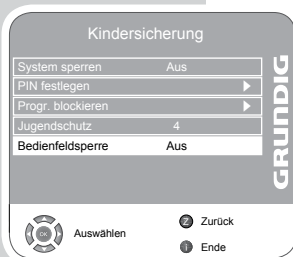 Kindersicherung
System sperren Aus
PIN festlegen
Progr. blockieren
Jugendschutz 4
Bedienfeldsperre Aus
GRUNDIG
OK Auswählen
Z Zurück
i Ende